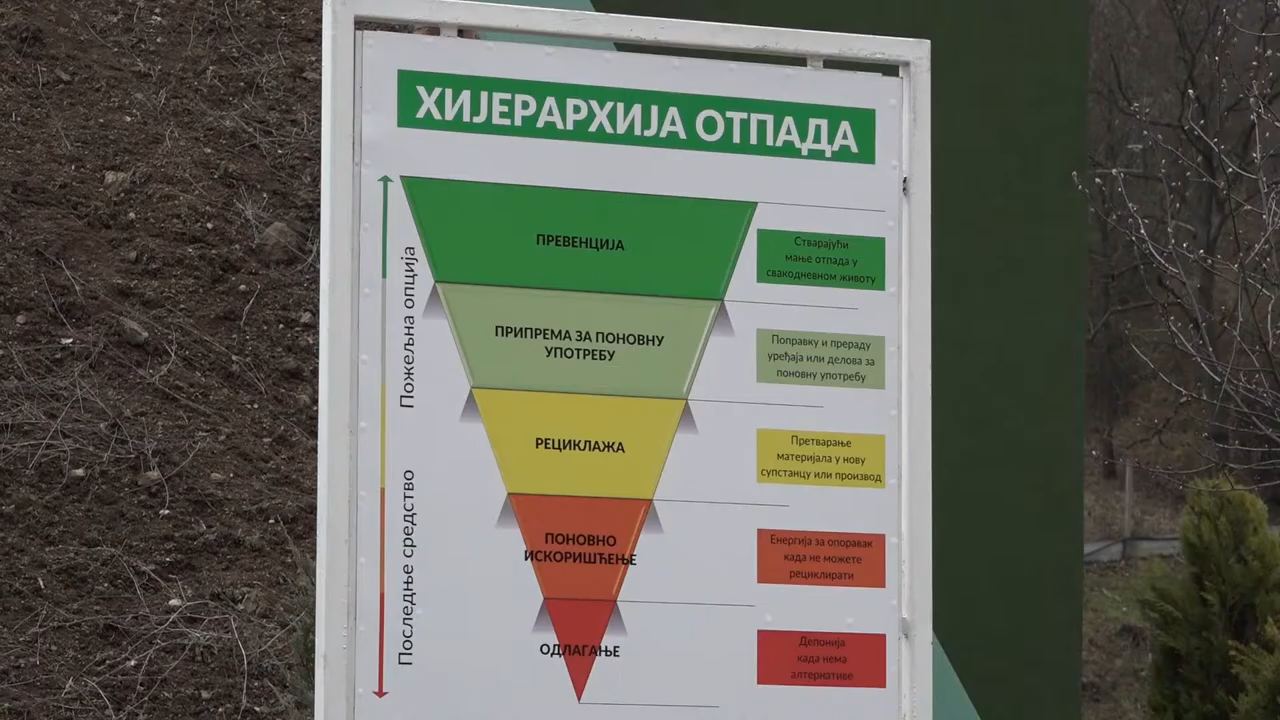 ХИЈЕРАРХИЈА ОТПАДА
Пожељна опција
Последње средство
ПРЕВЕНЦИЈА
Стварајући
мање отпада у
свакодневном животу
ПРИПРЕМА ЗА ПОНОВНУ
УПОТРЕБУ
Поправку и прераду
уређаја или делова за
поновну употребу
РЕЦИКЛАЖА
Претварање
материјала у нову
супстанцу или производ
ПОНОВНО
ИСКОРИШЋЕЊЕ
Енергија за опоравак
када не можете
рециклирати
ОДЛАГАЊЕ
Депонија
када нема
алтернативе